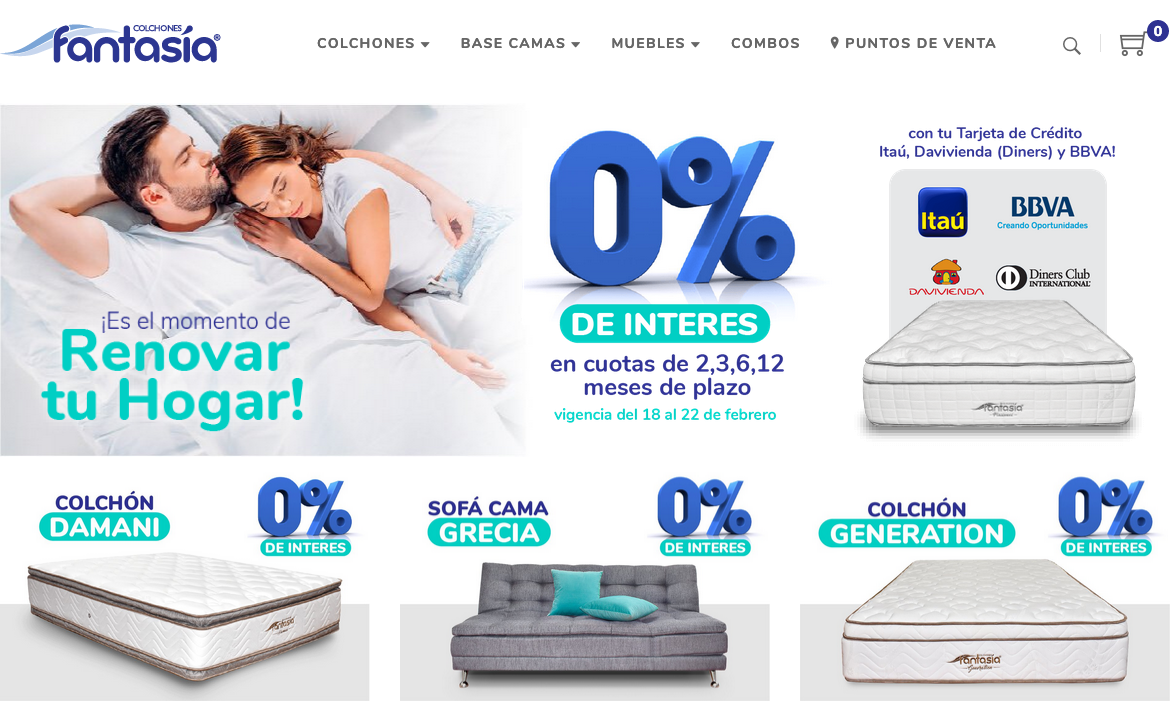 COLCHONES
fantasía®
COLCHONES
BASE CAMAS
MUEBLES
COMBOS
PUNTOS DE VENTA
0
¡Es el momento de
Renovar
tu Hogar!
0%
DE INTERES
en cuotas de 2,3,6,12
meses de plazo
vigencia del 18 al 22 de febrero
con tu Tarjeta de Crédito
Itaú, Davivienda (Diners) y BBVA!
Itaú
BBVA
Creando Oportunidades
DAVIVIENDA
Diners Club
INTERNATIONAL
fantasía
COLCHÓN
DAMANI
0%
DE INTERES
fantasía
SOFÁ CAMA
GRECIA
0%
DE INTERES
COLCHÓN
GENERATION
0%
DE INTERES
fantasía
Generation